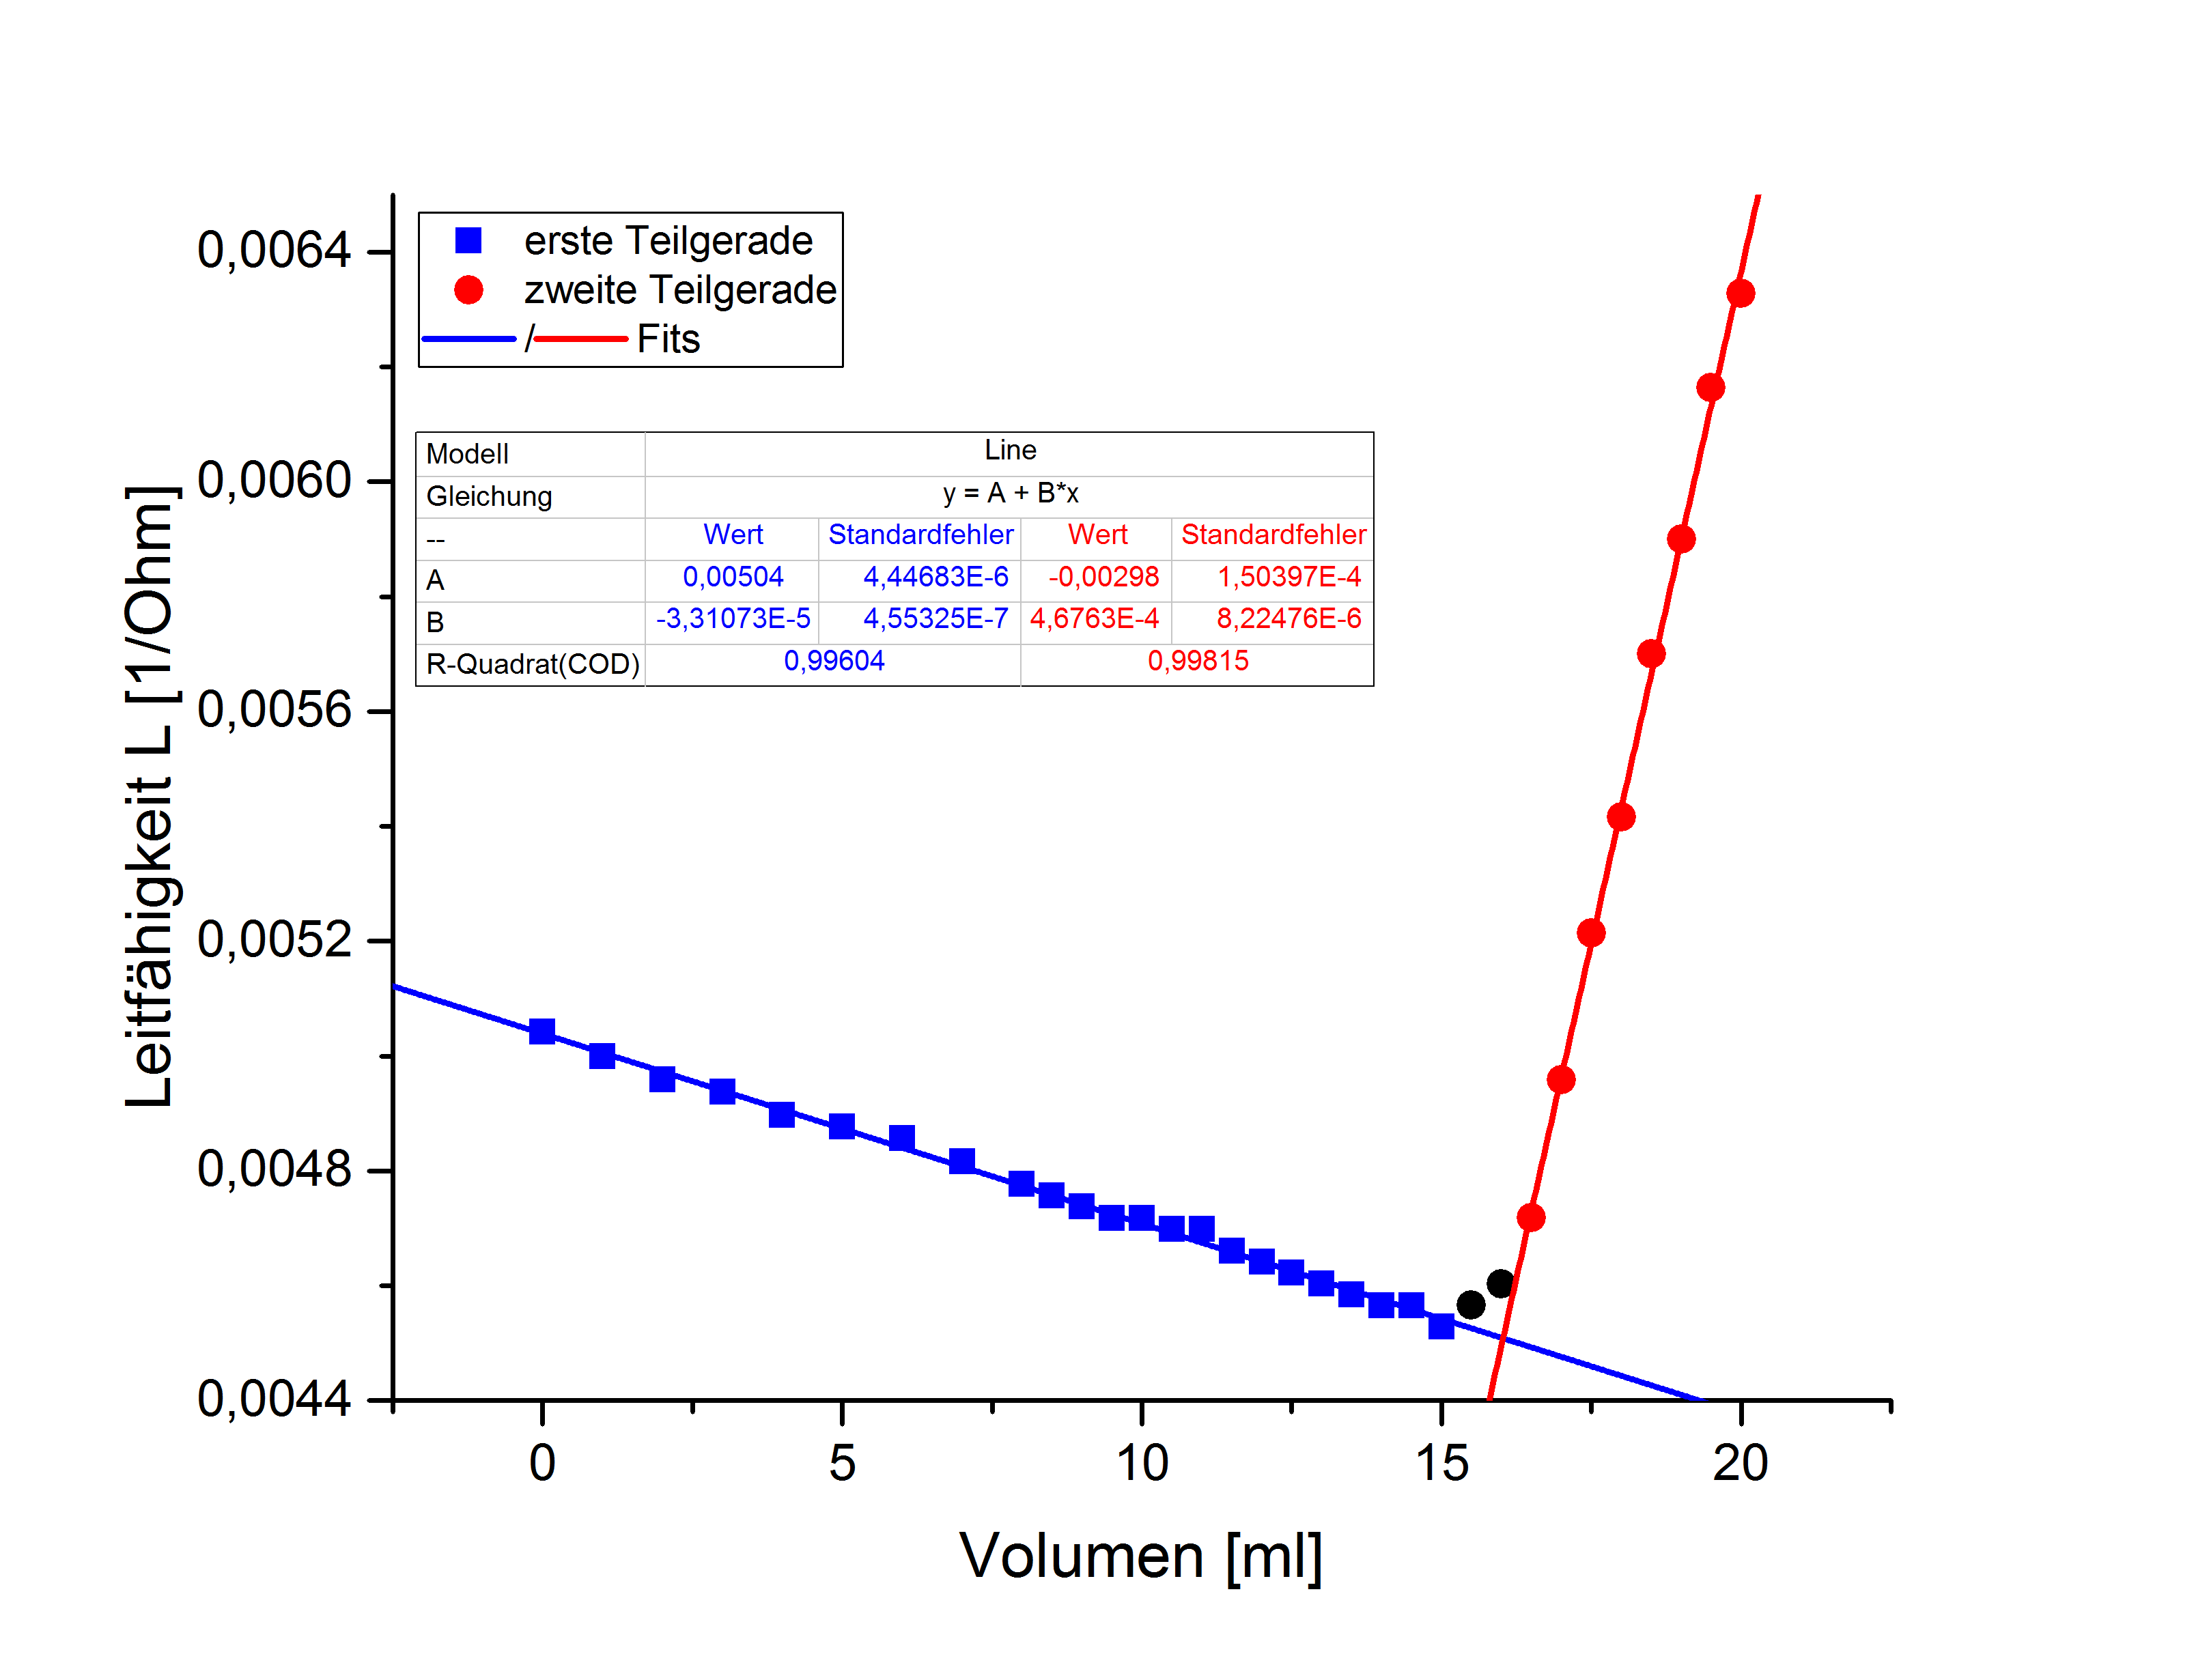 erste Teilgerade
zweite Teilgerade
/ Fits
Modell Line
Gleichung y = A + B*x
-- Wert Standardfehler Wert Standardfehler
A 0,00504 4,44683E-6 -0,00298 1,50397E-4
B -3,31073E-5 4,55325E-7 4,6763E-4 8,22476E-6
R-Quadrat(COD) 0,99604 0,99815
Leitfähigkeit L [1/Ohm]
0,0064
0,0060
0,0056
0,0052
0,0048
0,0044
0 5 10 15 20
Volumen [ml]